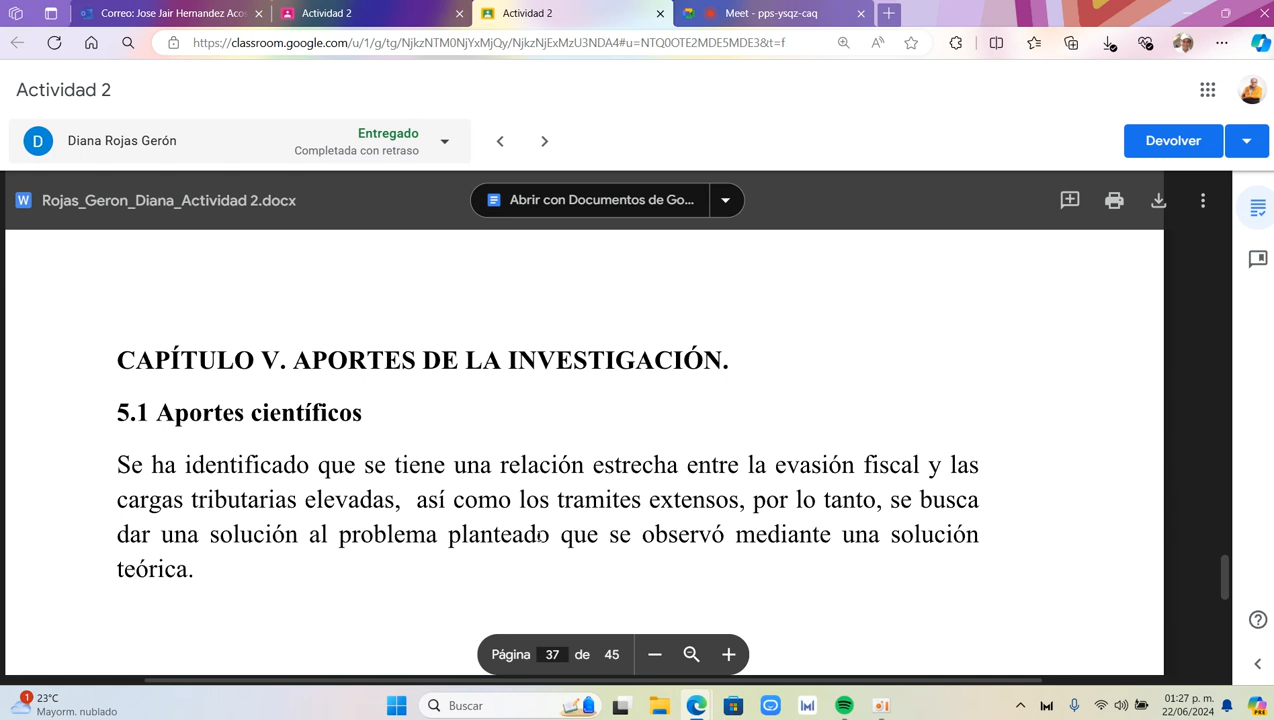 Correo: Jose Jair Hernandez Acos
Actividad 2
Actividad 2
Meet - pps-ysqz-caq
https://classroom.google.com/u/1/g/tg/NjkzNTM0NjYxMjQy/NjkzNjExMzU3NDA4#u=NTQ0OTE2MDE5MDE3&t=f
Actividad 2
D
Diana Rojas Gerón
Entregado
Completada con retraso
Devolver
W
Rojas_Geron_Diana_Actividad 2.docx
Abrir con Documentos de Go...
CAPÍTULO V. APORTES DE LA INVESTIGACIÓN.
5.1 Aportes científicos
Se ha identificado que se tiene una relación estrecha entre la evasión fiscal y las
cargas tributarias elevadas, así como los tramites extensos, por lo tanto, se busca
dar una solución al problema planteado que se observó mediante una solución
teórica.
Página 37 de 45
1
23°C
Mayorm. nublado
Buscar
01:27 p. m.
22/06/2024
PRE